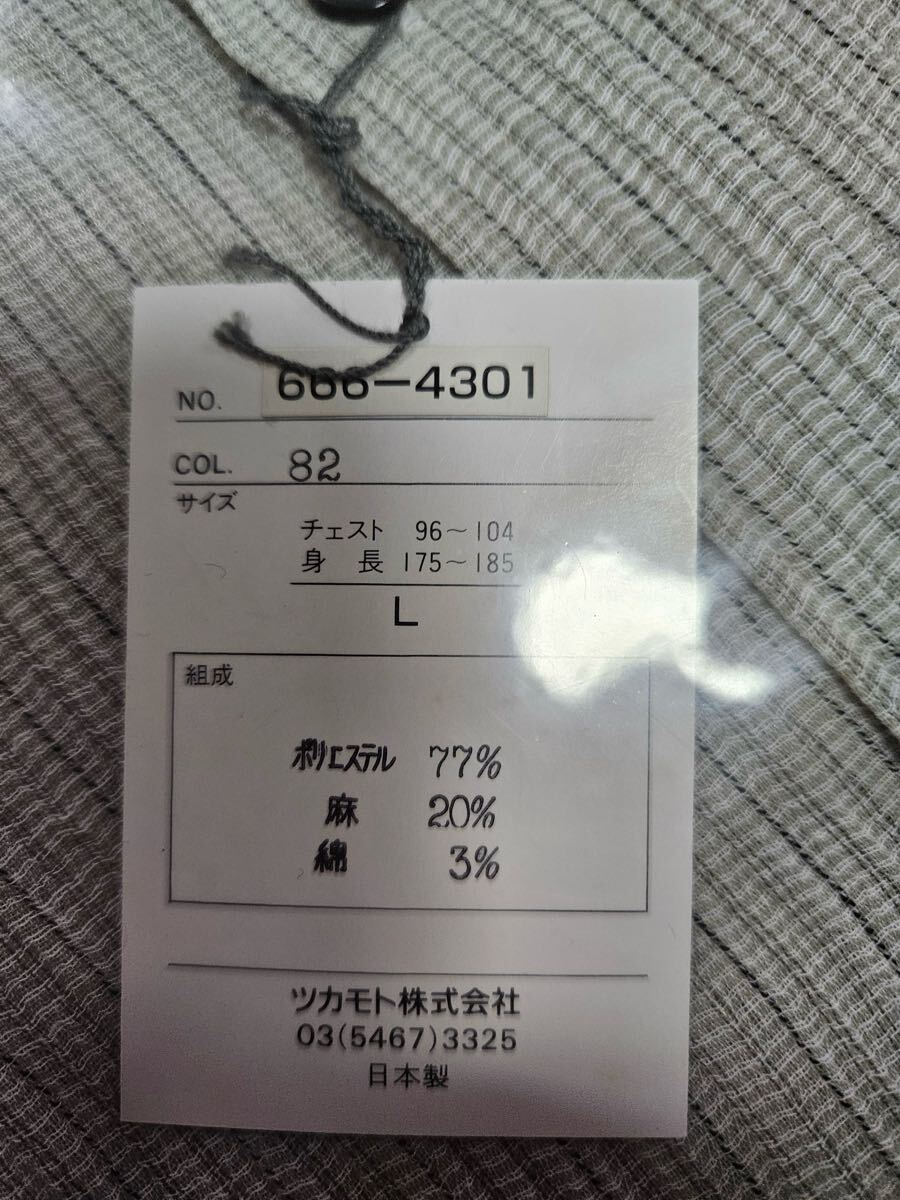 NO. 666-4301
COL. 82
サイズ
チェスト 96〜104
身長 175〜185
L
組成
ポリエステル 77%
麻 20%
綿 3%
ツカモト株式会社
03(5467)3325
日本製